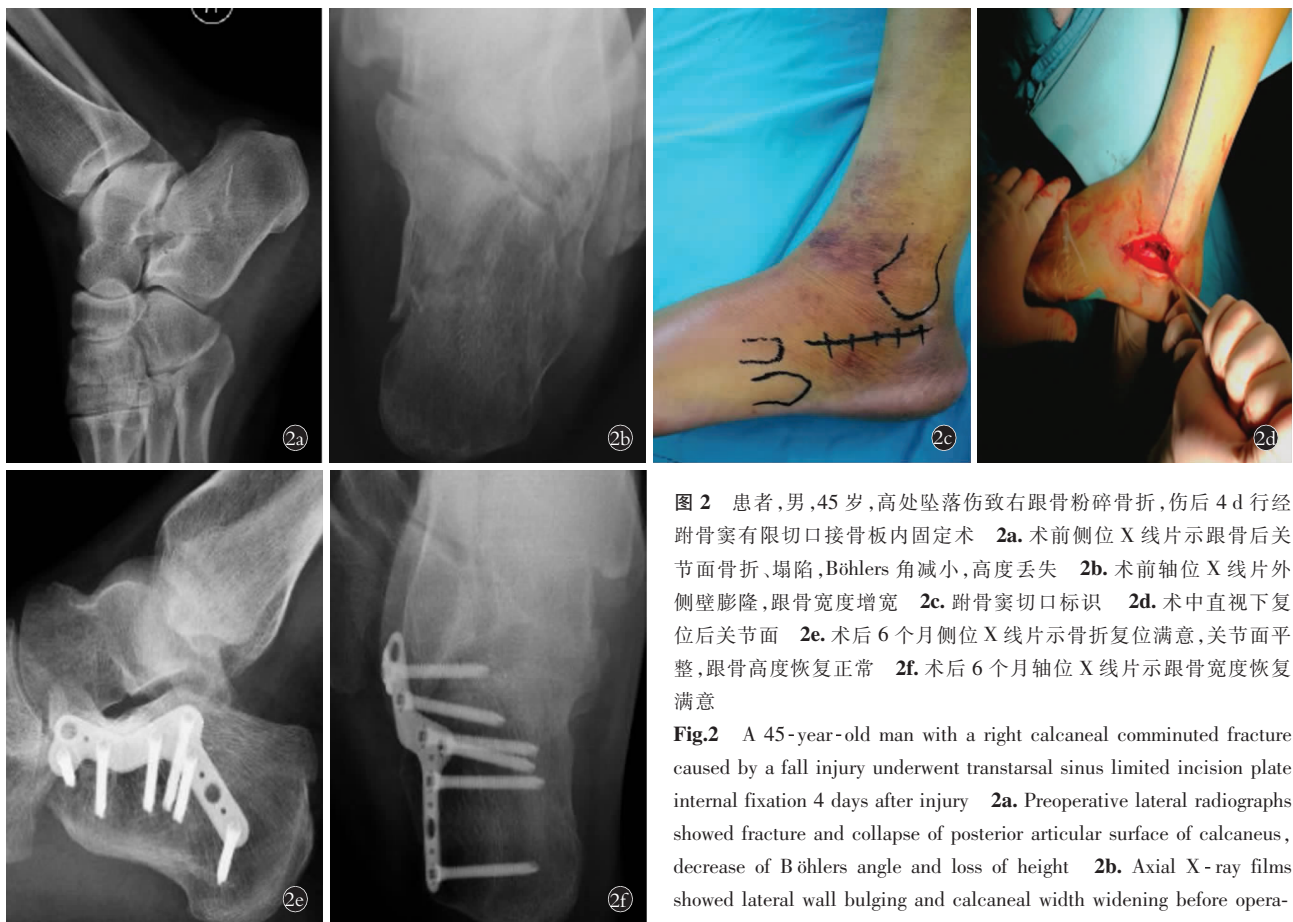 2a
2b
2c
2d
2e
2f
图 2 患者,男,45 岁,高处坠落伤致右跟骨粉碎骨折,伤后 4 d 行经
跗骨窦有限切口接骨板内固定术 2a. 术前侧位 X 线片示跟骨后关
节面骨折、塌陷,Böhlers 角减小,高度丢失 2b. 术前轴位 X 线片外
侧壁膨隆,跟骨宽度增宽 2c. 跗骨窦切口标识 2d. 术中直视下复
位后关节面 2e. 术后 6 个月侧位 X 线片示骨折复位满意,关节面平
整,跟骨高度恢复正常 2f. 术后 6 个月轴位 X 线片示跟骨宽度恢复
满意
Fig.2 A 45-year-old man with a right calcaneal comminuted fracture
caused by a fall injury underwent transtarsal sinus limited incision plate
internal fixation 4 days after injury 2a. Preoperative lateral radiographs
showed fracture and collapse of posterior articular surface of calcaneus,
decrease of Böhlers angle and loss of height 2b. Axial X-ray films
showed lateral wall bulging and calcaneal width widening before opera-